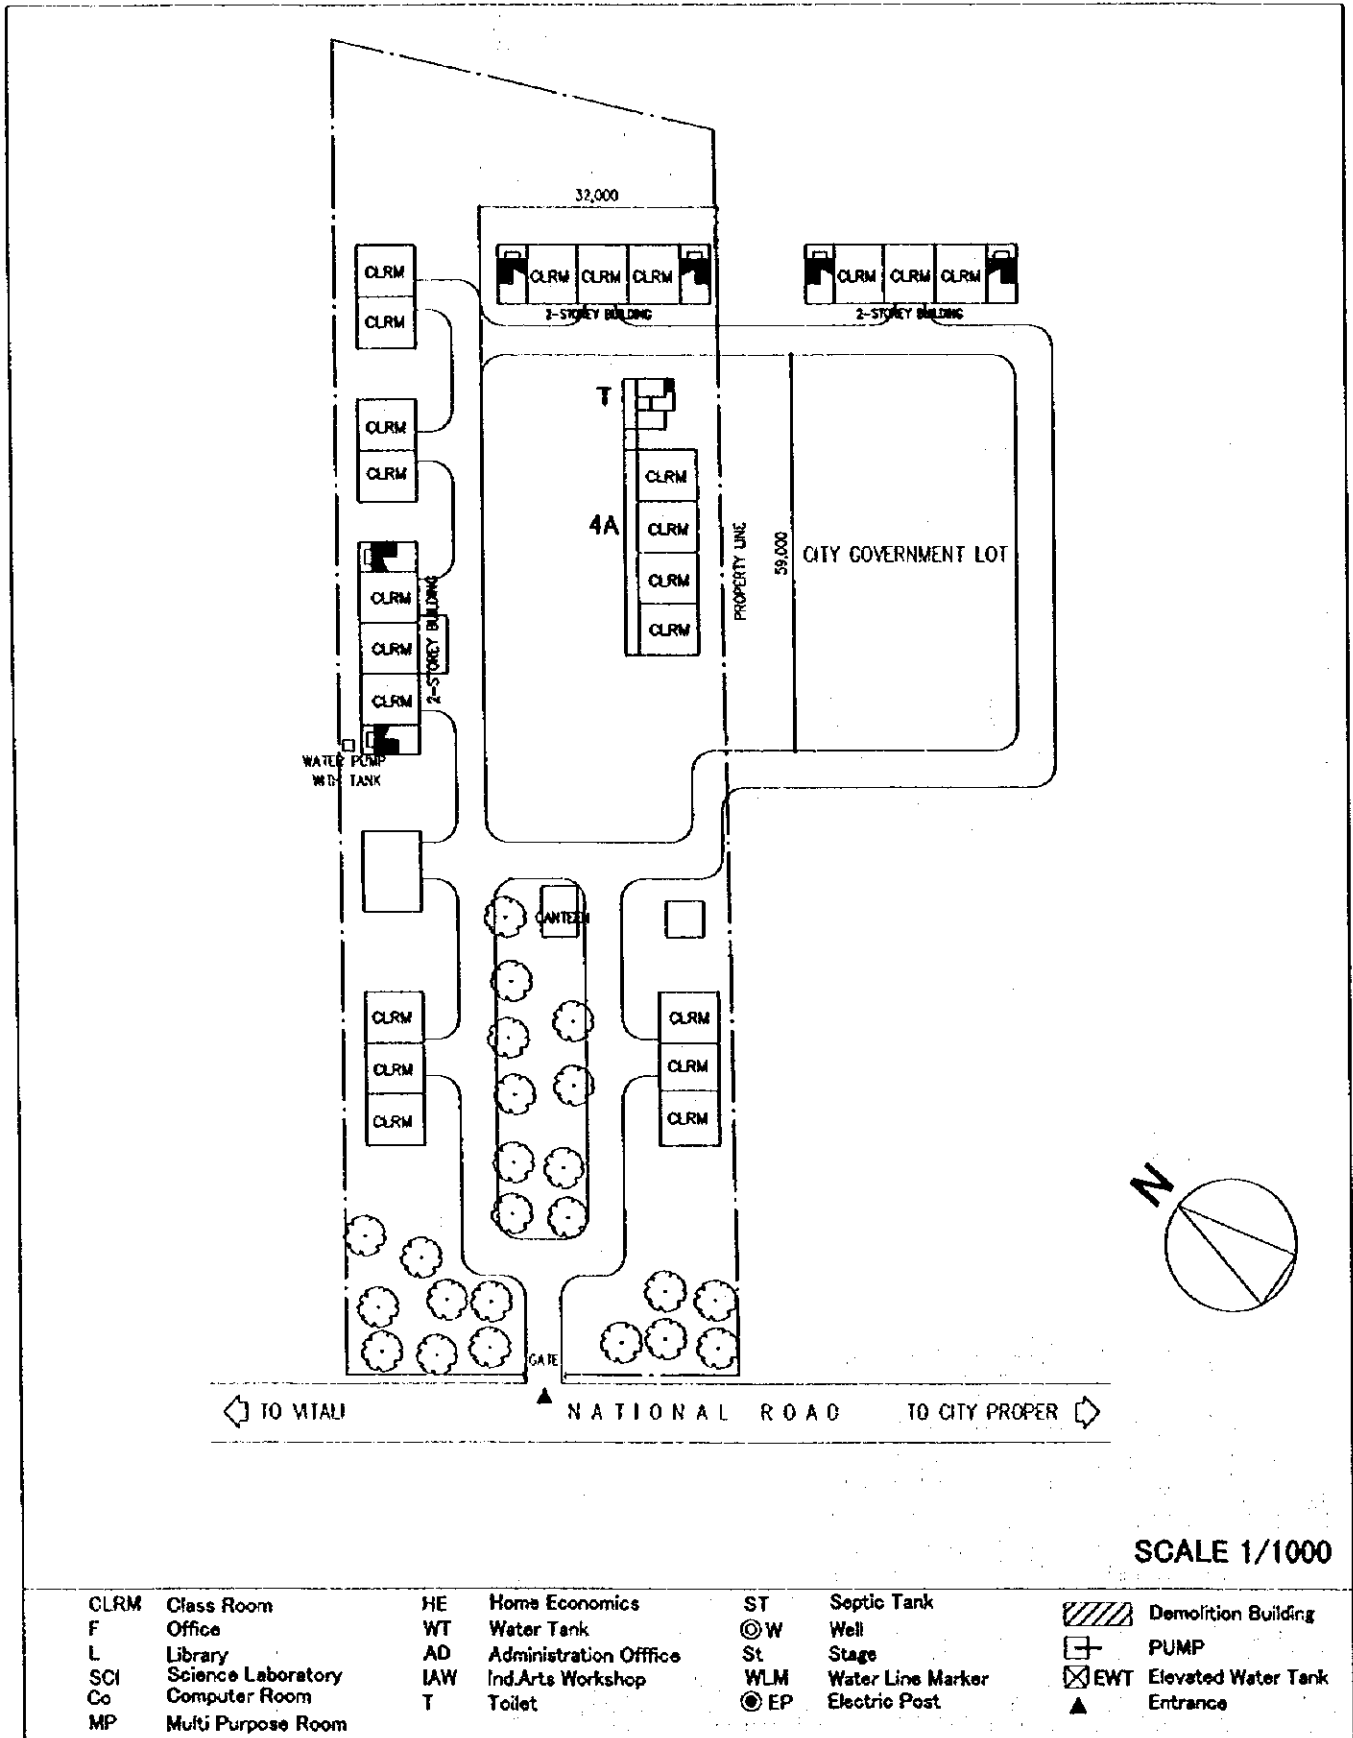 32,000
CLRM
CLRM CLRM CLRM
CLRM CLRM CLRM
CLRM
2-STOREY BUILDING
2-STOREY BUILDING
T
CLRM
CLRM
CLRM
4A
CLRM
CLRM
CLRM
PROPERTY LINE
59,000
CITY GOVERNMENT LOT
CLRM
CLRM
CLRM
2-STOREY BUILDING
WATER PUMP
WITH TANK
CANTEEN
CLRM
CLRM
CLRM
CLRM
CLRM
CLRM
N
GATE
TO VITALI
NATIONAL ROAD
TO CITY PROPER
SCALE 1/1000
CLRM Class Room
F Office
L Library
SCI Science Laboratory
Co Computer Room
MP Multi Purpose Room
HE Home Economics
WT Water Tank
AD Administration Offfice
IAW Ind.Arts Workshop
T Toilet
ST Septic Tank
W Well
St Stage
WLM Water Line Marker
EP Electric Post
Demolition Building
PUMP
EWT Elevated Water Tank
Entrance